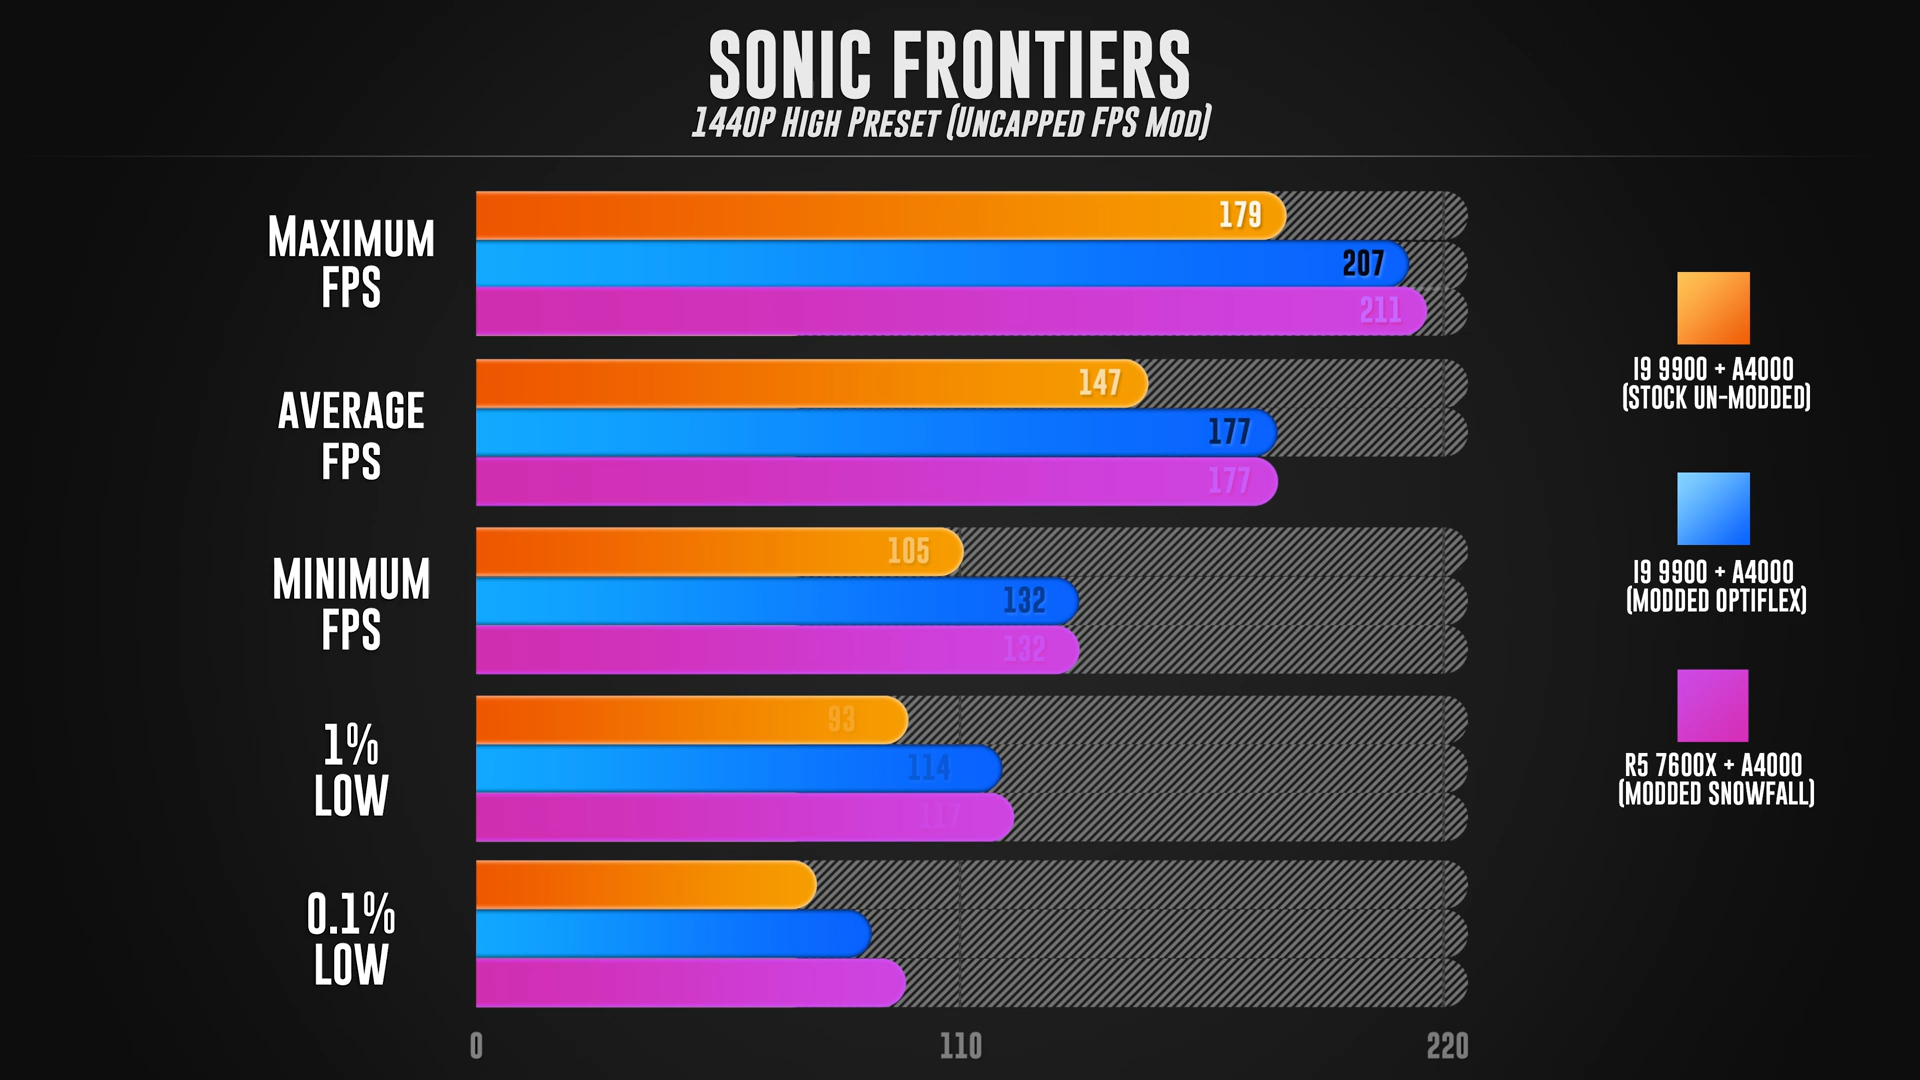 SONIC FRONTIERS
1440P HIGH PRESET (UNCAPPED FPS MOD)
MAXIMUM
FPS
179
207
211
AVERAGE
FPS
147
177
177
MINIMUM
FPS
105
132
132
1%
LOW
93
114
117
0.1%
LOW
0
110
220
I9 9900 + A4000
(STOCK UN-MODDED)
I9 9900 + A4000
(MODDED OPTIFLEX)
R5 7600X + A4000
(MODDED SNOWFALL)